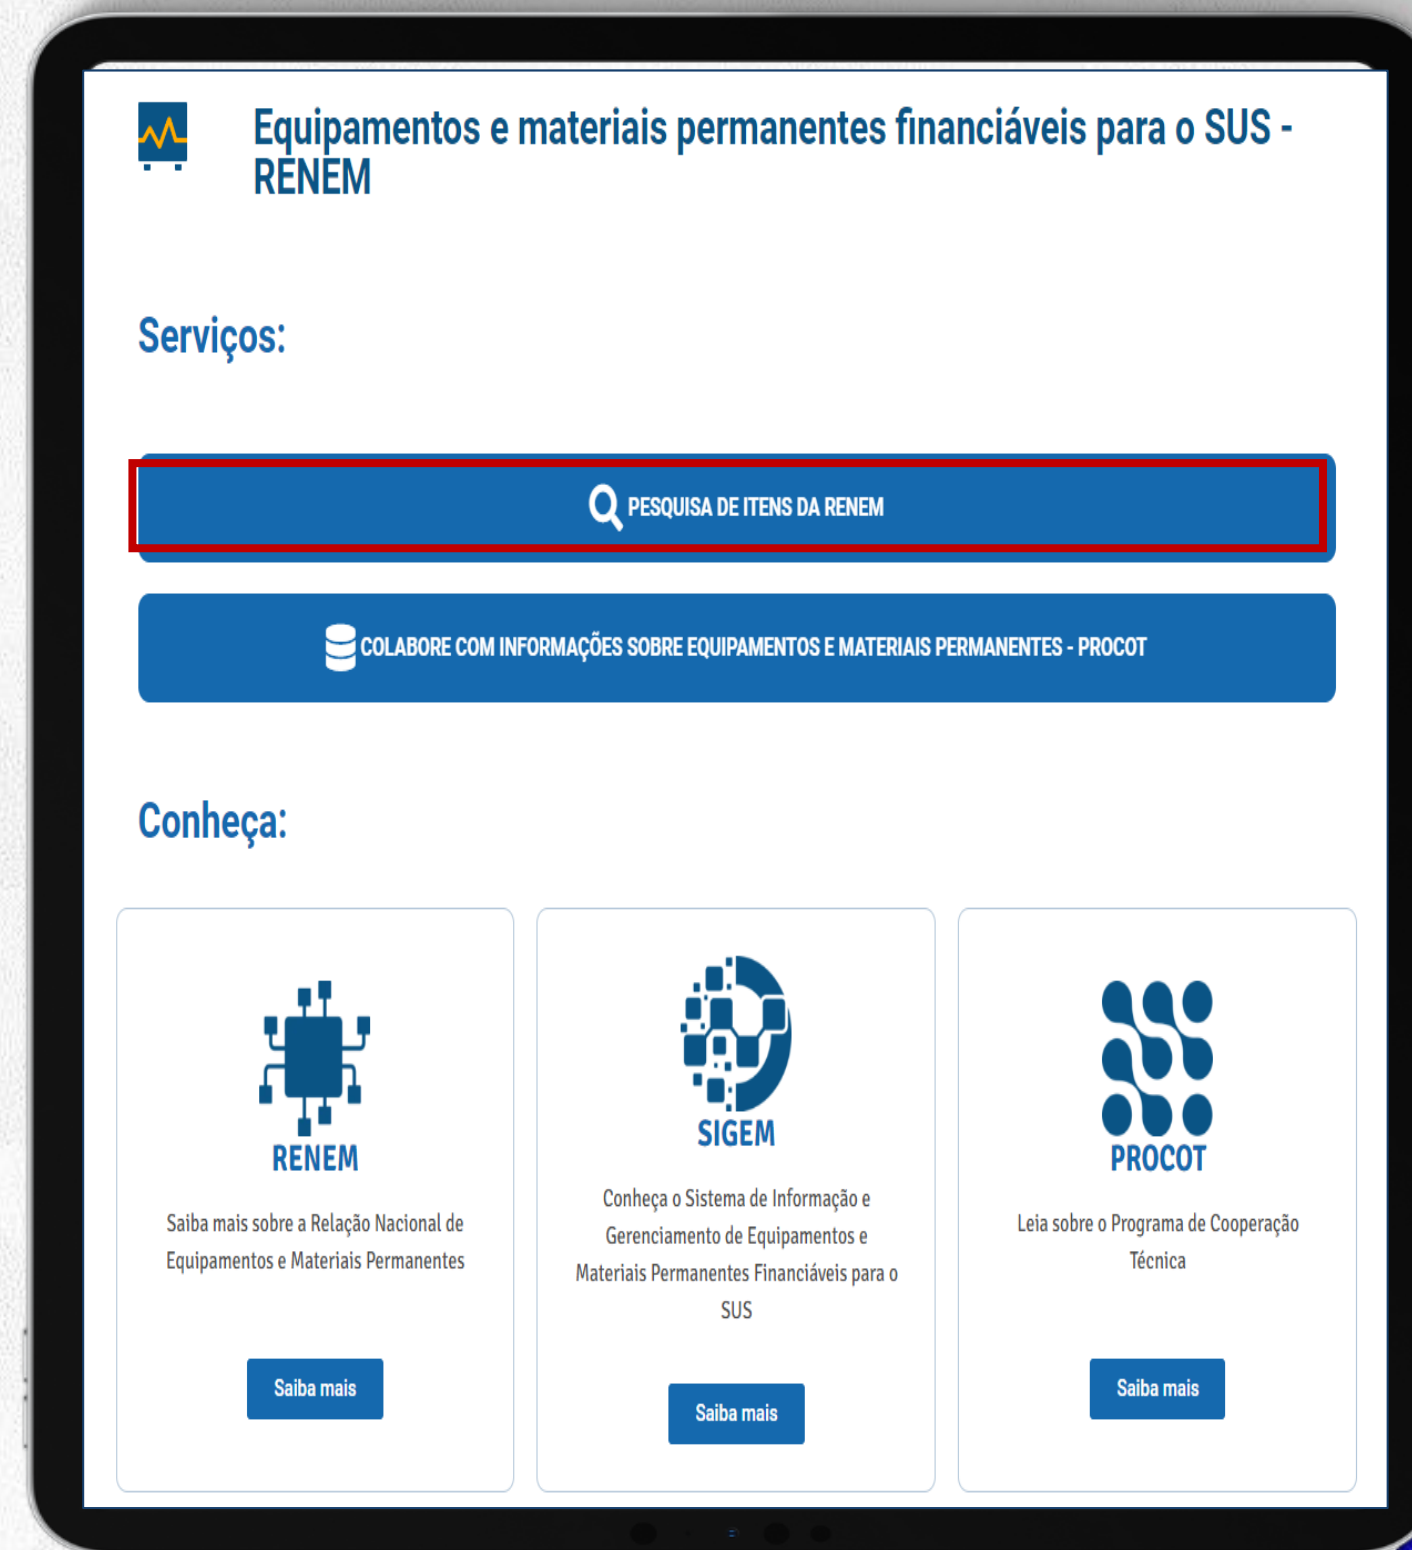 Equipamentos e materiais permanentes financiáveis para o SUS -
RENEM
Serviços:
PESQUISA DE ITENS DA RENEM
COLABORE COM INFORMAÇÕES SOBRE EQUIPAMENTOS E MATERIAIS PERMANENTES - PROCOT
Conheça:
RENEM
Saiba mais sobre a Relação Nacional de
Equipamentos e Materiais Permanentes
Saiba mais
SIGEM
Conheça o Sistema de Informação e
Gerenciamento de Equipamentos e
Materiais Permanentes Financiáveis para o
SUS
Saiba mais
PROCOT
Leia sobre o Programa de Cooperação
Técnica
Saiba mais